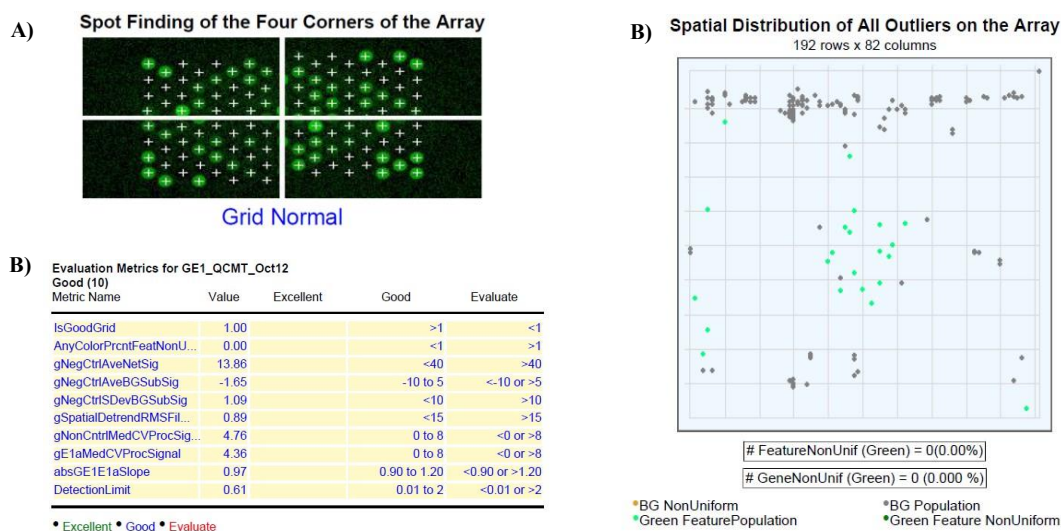 A)
Spot Finding of the Four Corners of the Array
Grid Normal
B)
Evaluation Metrics for GE1_QCMT_Oct12
Good (10)
Metric Name Value Excellent Good Evaluate
IsGoodGrid 1.00 >1 <1
AnyColorPrcntFeatNonU... 0.00 <1 >1
gNegCtrlAveNetSig 13.86 <40 >40
gNegCtrlAveBGSubSig -1.65 -10 to 5 <-10 or >5
gNegCtrlSDevBGSubSig 1.09 <10 >10
gSpatialDetrendRMSFil... 0.89 <15 >15
gNonCntrlMedCVProcSig... 4.76 0 to 8 <0 or >8
gE1aMedCVProcSignal 4.36 0 to 8 <0 or >8
absGE1E1aSlope 0.97 0.90 to 1.20 <0.90 or >1.20
DetectionLimit 0.61 0.01 to 2 <0.01 or >2
• Excellent • Good • Evaluate
B)
Spatial Distribution of All Outliers on the Array
192 rows x 82 columns
# FeatureNonUnif (Green) = 0(0.00%)
# GeneNonUnif (Green) = 0 (0.000 %)
•BG NonUniform •BG Population
•Green FeaturePopulation •Green Feature NonUniform